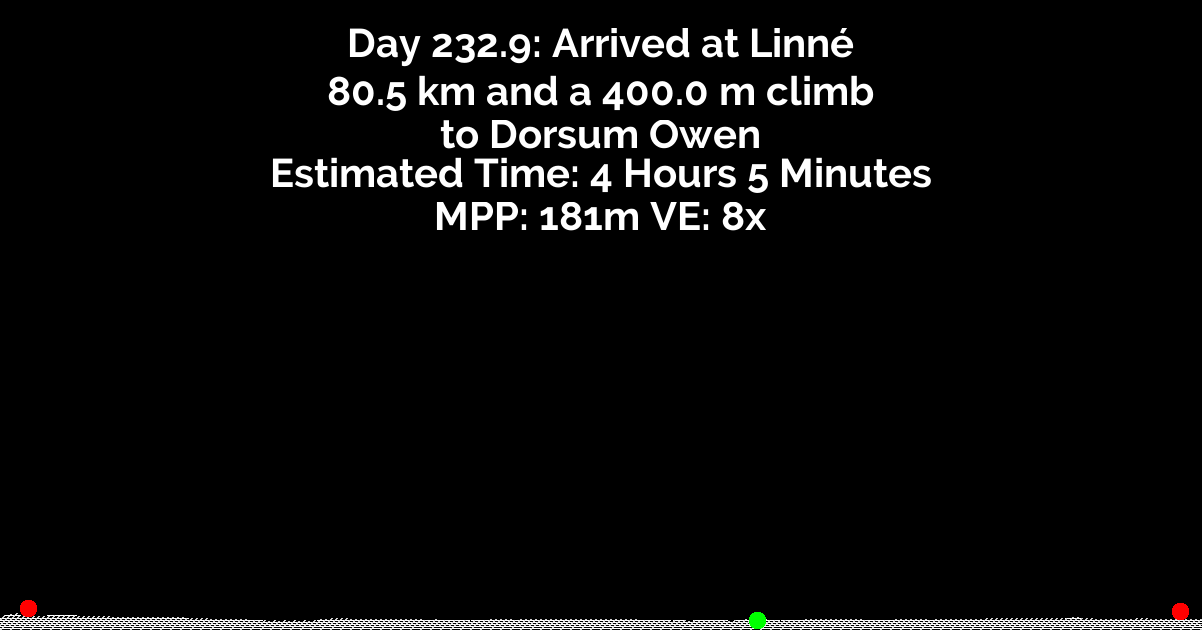 Day 232.9: Arrived at Linné
80.5 km and a 400.0 m climb
to Dorsum Owen
Estimated Time: 4 Hours 5 Minutes
MPP: 181m VE: 8x